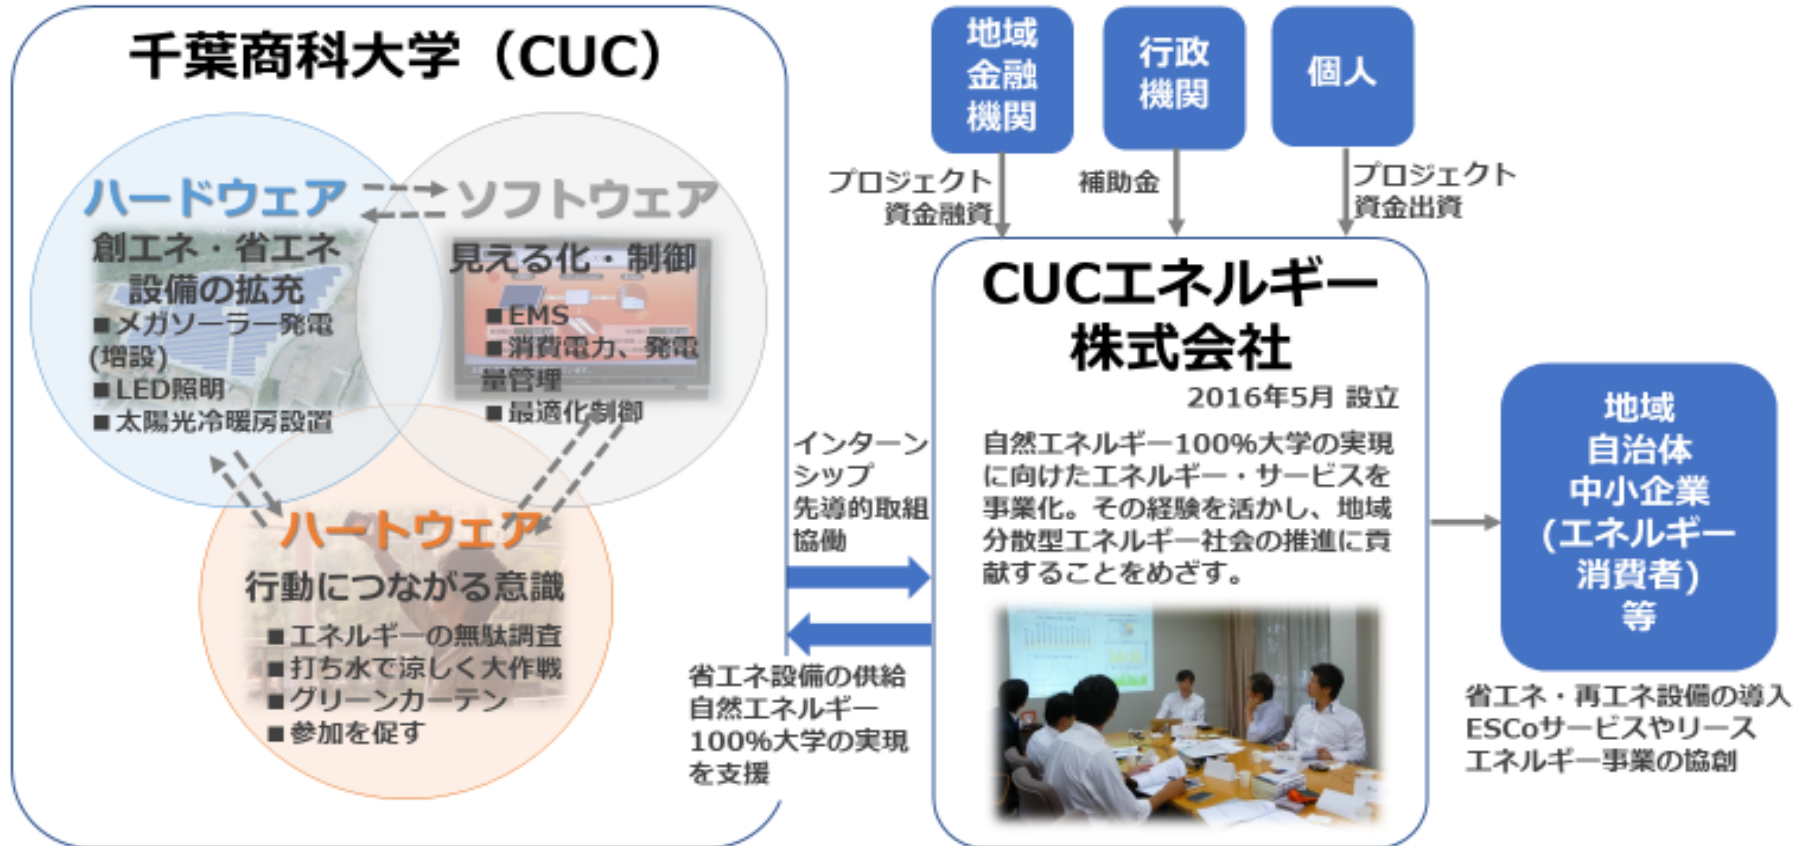 千葉商科大学（CUC）
ハードウェア
創エネ・省エネ
設備の拡充
■メガソーラー発電
(増設)
■LED照明
■太陽光冷暖房設置
ソフトウェア
見える化・制御
■EMS
■消費電力、発電
量管理
■最適化制御
ハートウェア
行動につながる意識
■エネルギーの無駄調査
■打ち水で涼しく大作戦
■グリーンカーテン
■参加を促す
インターン
シップ
先導的取組
協働
省エネ設備の供給
自然エネルギー
100%大学の実現
を支援
地域
金融
機関
行政
機関
個人
プロジェクト
資金融資
補助金
プロジェクト
資金出資
CUCエネルギー
株式会社
2016年5月 設立
自然エネルギー100%大学の実現
に向けたエネルギー・サービスを
事業化。その経験を活かし、地域
分散型エネルギー社会の推進に貢
献することをめざす。
地域
自治体
中小企業
(エネルギー
消費者)
等
省エネ・再エネ設備の導入
ESCoサービスやリース
エネルギー事業の協創